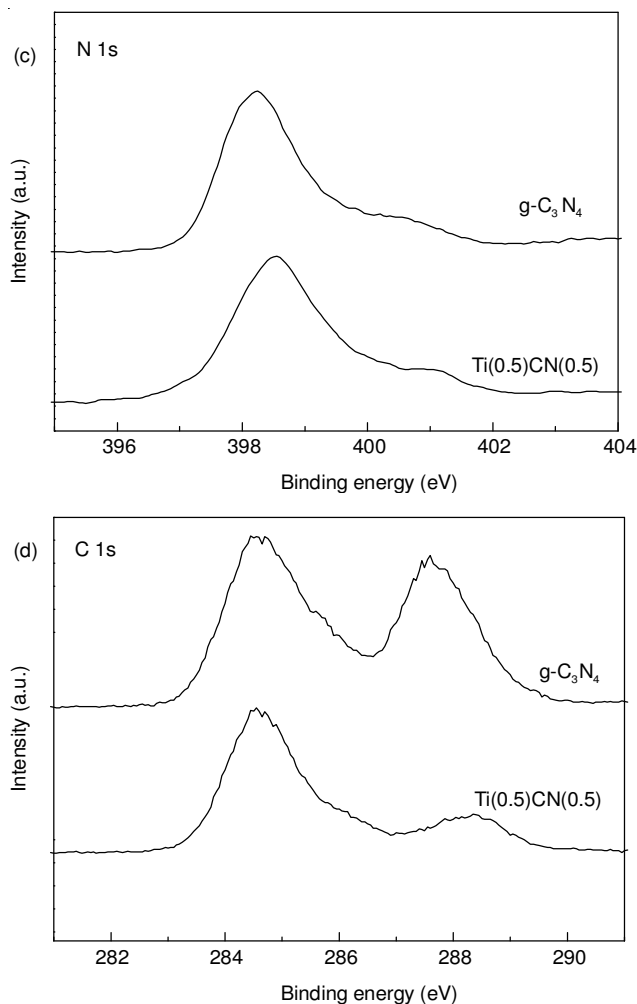 (c)
N 1s
g-C₃N₄
Ti(0.5)CN(0.5)
Intensity (a.u.)
396 398 400 402 404
Binding energy (eV)
(d)
C 1s
g-C₃N₄
Ti(0.5)CN(0.5)
Intensity (a.u.)
282 284 286 288 290
Binding energy (eV)